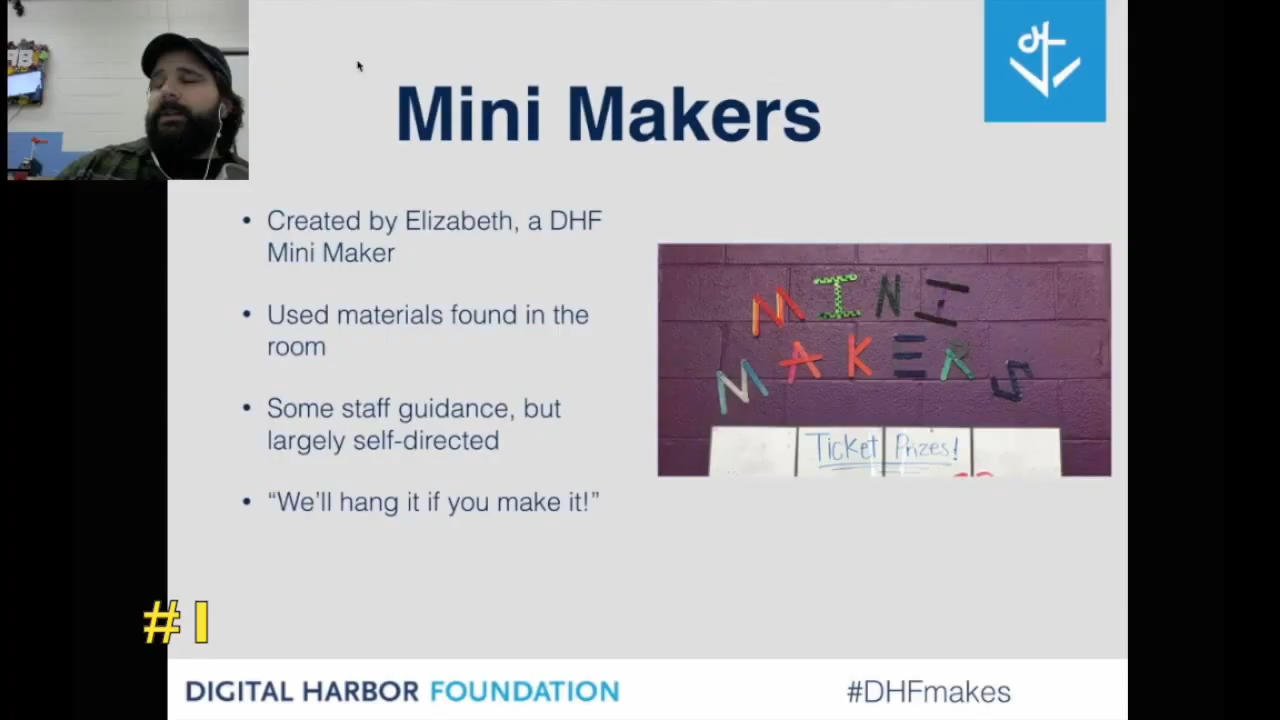 Mini Makers
• Created by Elizabeth, a DHF
Mini Maker
• Used materials found in the
room
• Some staff guidance, but
largely self-directed
• “We’ll hang it if you make it!”
MINI
MAKERS
Ticket Prizes!
#1
DIGITAL HARBOR FOUNDATION
#DHFmakes